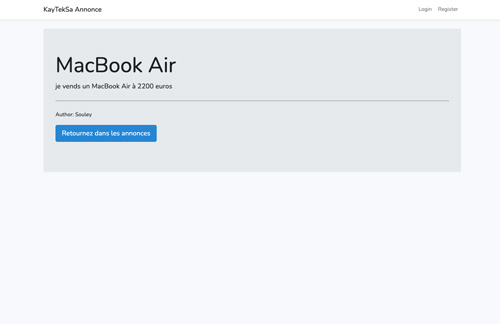 KayTekSa Annonce
Login Register
MacBook Air
je vends un MacBook Air à 2200 euros
Author: Souley
Retournez dans les annonces